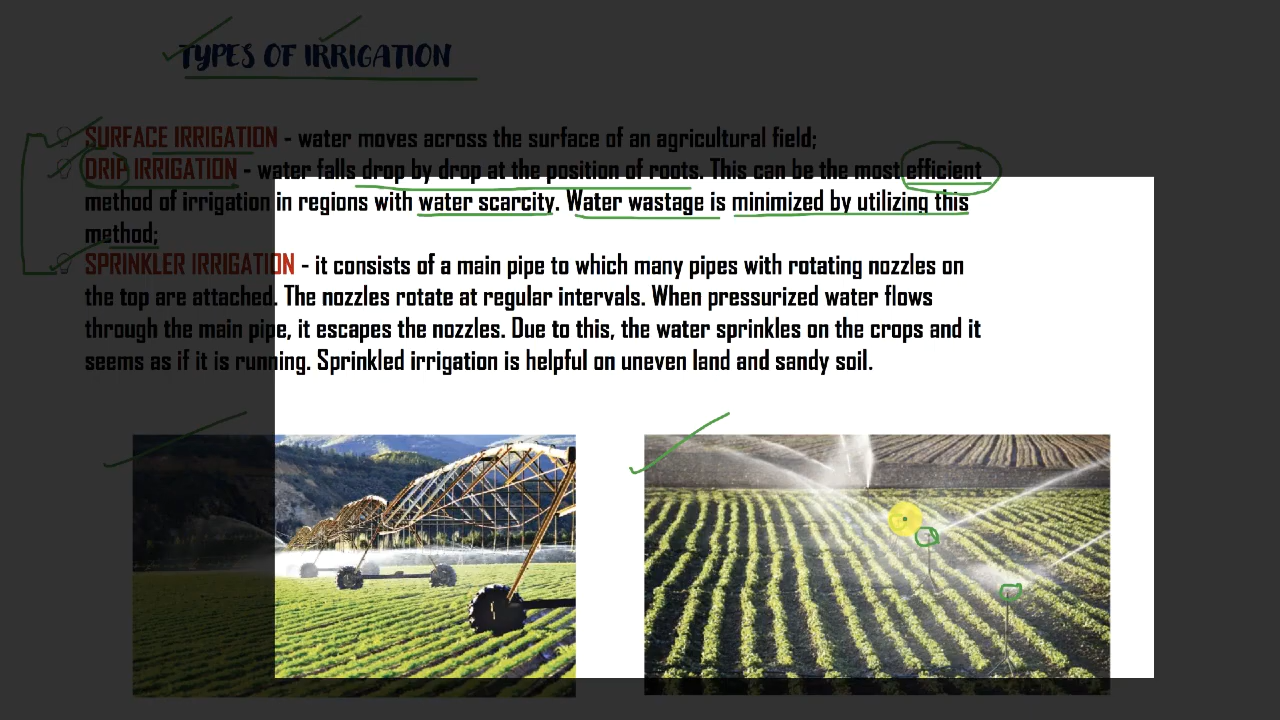 TYPES OF IRRIGATION
SURFACE IRRIGATION - water moves across the surface of an agricultural field;
DRIP IRRIGATION - water falls drop by drop at the position of roots. This can be the most efficient
method of irrigation in regions with water scarcity. Water wastage is minimized by utilizing this
method;
SPRINKLER IRRIGATION - it consists of a main pipe to which many pipes with rotating nozzles on
the top are attached. The nozzles rotate at regular intervals. When pressurized water flows
through the main pipe, it escapes the nozzles. Due to this, the water sprinkles on the crops and it
seems as if it is running. Sprinkled irrigation is helpful on uneven land and sandy soil.